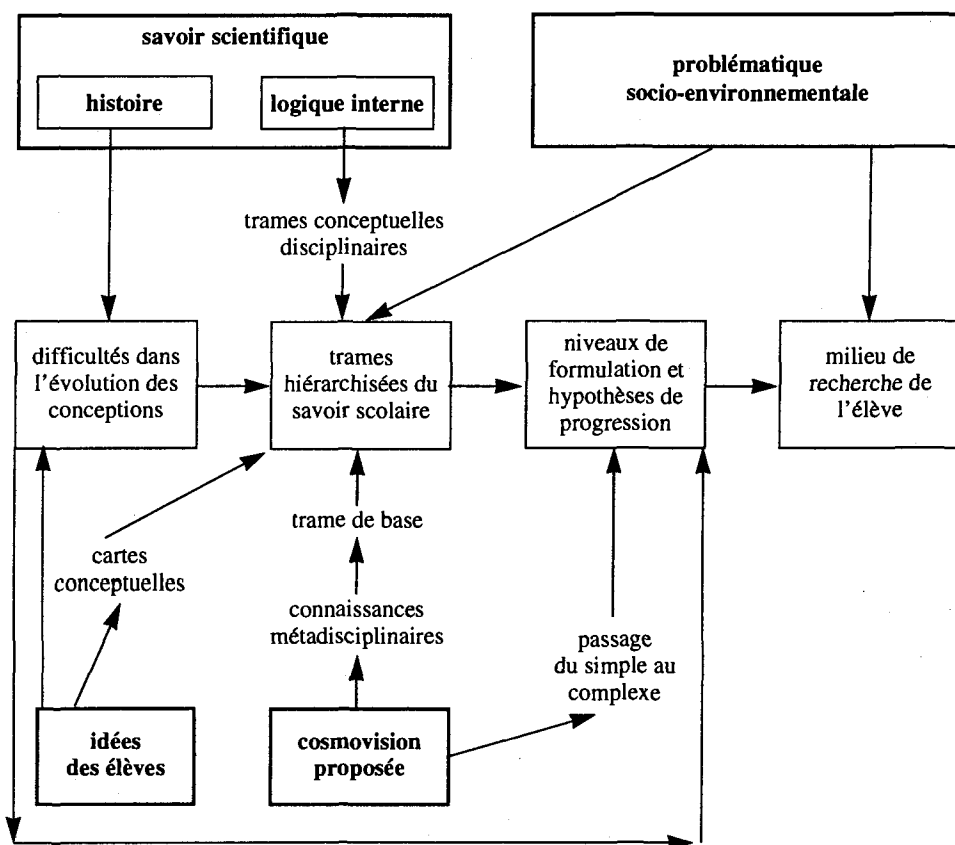 savoir scientifique
histoire
logique interne
problématique
socio-environnementale
trames conceptuelles
disciplinaires
difficultés dans
l'évolution des
conceptions
trames
hiérarchisées du
savoir scolaire
niveaux de
formulation et
hypothèses de
progression
milieu de
recherche de
l'élève
cartes
conceptuelles
trame de base
connaissances
métadisciplinaires
passage
du simple au
complexe
idées
des élèves
cosmovision
proposée